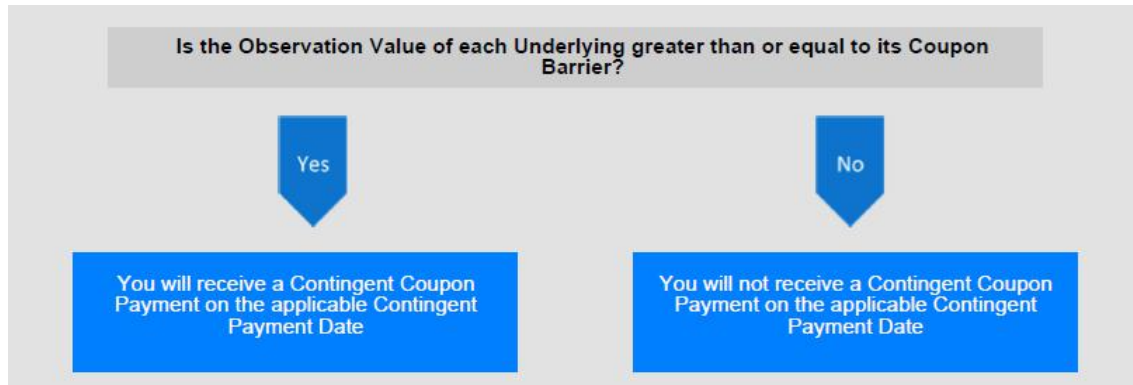 Is the Observation Value of each Underlying greater than or equal to its Coupon
Barrier?
Yes
No
You will receive a Contingent Coupon
Payment on the applicable Contingent
Payment Date
You will not receive a Contingent Coupon
Payment on the applicable Contingent
Payment Date